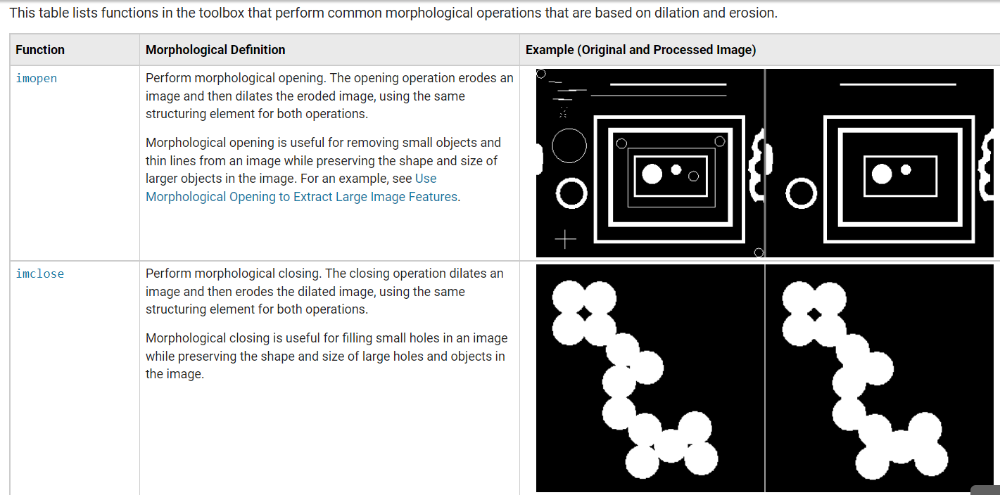 This table lists functions in the toolbox that perform common morphological operations that are based on dilation and erosion.
Function
Morphological Definition
Example (Original and Processed Image)
imopen
Perform morphological opening. The opening operation erodes an
image and then dilates the eroded image, using the same
structuring element for both operations.
Morphological opening is useful for removing small objects and
thin lines from an image while preserving the shape and size of
larger objects in the image. For an example, see Use
Morphological Opening to Extract Large Image Features.
imclose
Perform morphological closing. The closing operation dilates an
image and then erodes the dilated image, using the same
structuring element for both operations.
Morphological closing is useful for filling small holes in an image
while preserving the shape and size of large holes and objects in
the image.